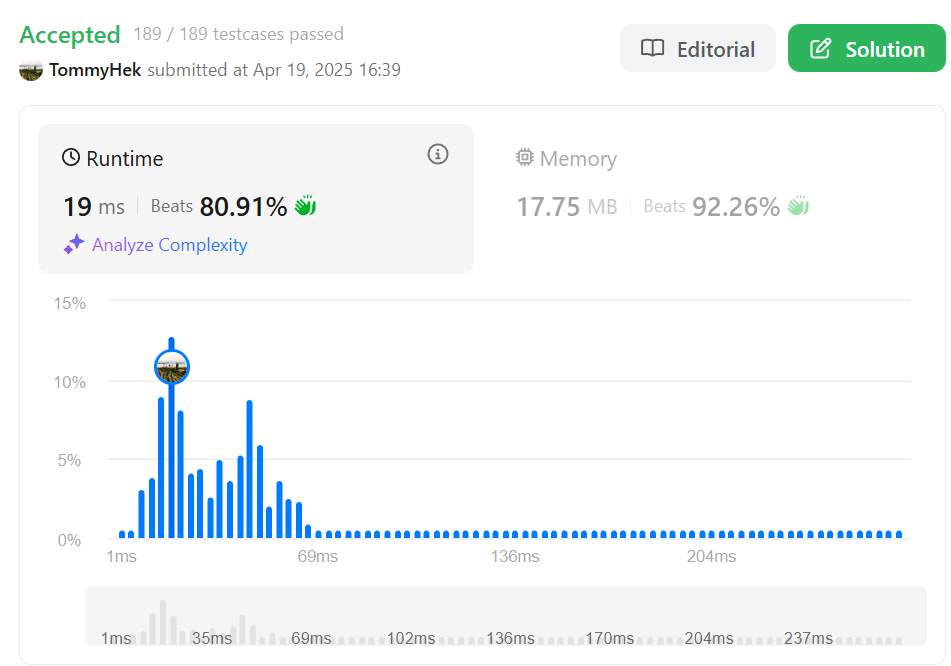 Accepted 189 / 189 testcases passed
Editorial
Solution
TommyHek submitted at Apr 19, 2025 16:39
Runtime
Memory
19 ms Beats 80.91%
17.75 MB Beats 92.26%
Analyze Complexity
15%
10%
5%
0%
1ms 69ms 136ms 204ms
1ms 35ms 69ms 102ms 136ms 170ms 204ms 237ms